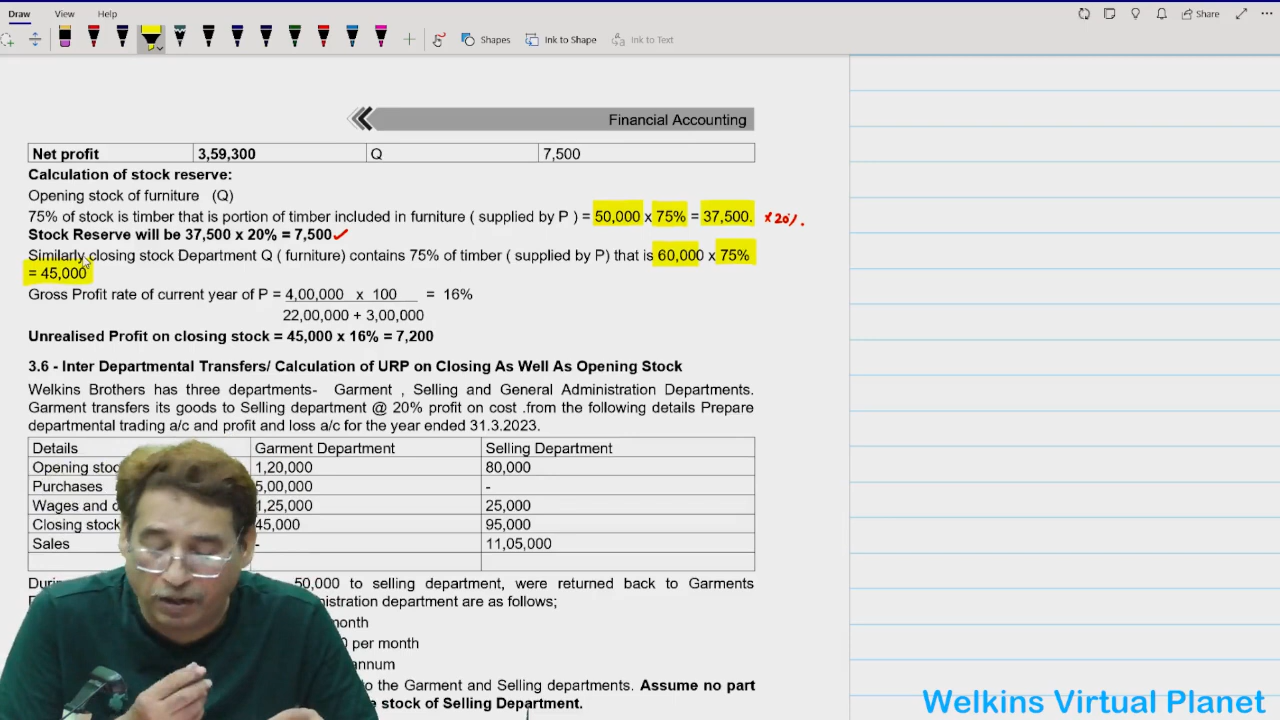 Draw View Help
Shapes Ink to Shape Ink to Text Share
Financial Accounting
Net profit 3,59,300 Q 7,500
Calculation of stock reserve:
Opening stock of furniture (Q)
75% of stock is timber that is portion of timber included in furniture ( supplied by P ) = 50,000 x 75% = 37,500. x 20%.
Stock Reserve will be 37,500 x 20% = 7,500
Similarly closing stock Department Q ( furniture) contains 75% of timber ( supplied by P) that is 60,000 x 75%
= 45,000
Gross Profit rate of current year of P = 4,00,000 x 100 = 16%
22,00,000 + 3,00,000
Unrealised Profit on closing stock = 45,000 x 16% = 7,200
3.6 - Inter Departmental Transfers/ Calculation of URP on Closing As Well As Opening Stock
Welkins Brothers has three departments- Garment , Selling and General Administration Departments.
Garment transfers its goods to Selling department @ 20% profit on cost .from the following details Prepare
departmental trading a/c and profit and loss a/c for the year ended 31.3.2023.
Details Garment Department Selling Department
Opening 1,20,000 80,000
Purchases 5,00,000 -
Wages and 1,25,000 25,000
Closing stock 45,000 95,000
Sales - 11,05,000
50,000 to selling department, were returned back to Garments
department are as follows;
month
per month
to the Garment and Selling departments. Assume no part
stock of Selling Department.
Welkins Virtual Planet